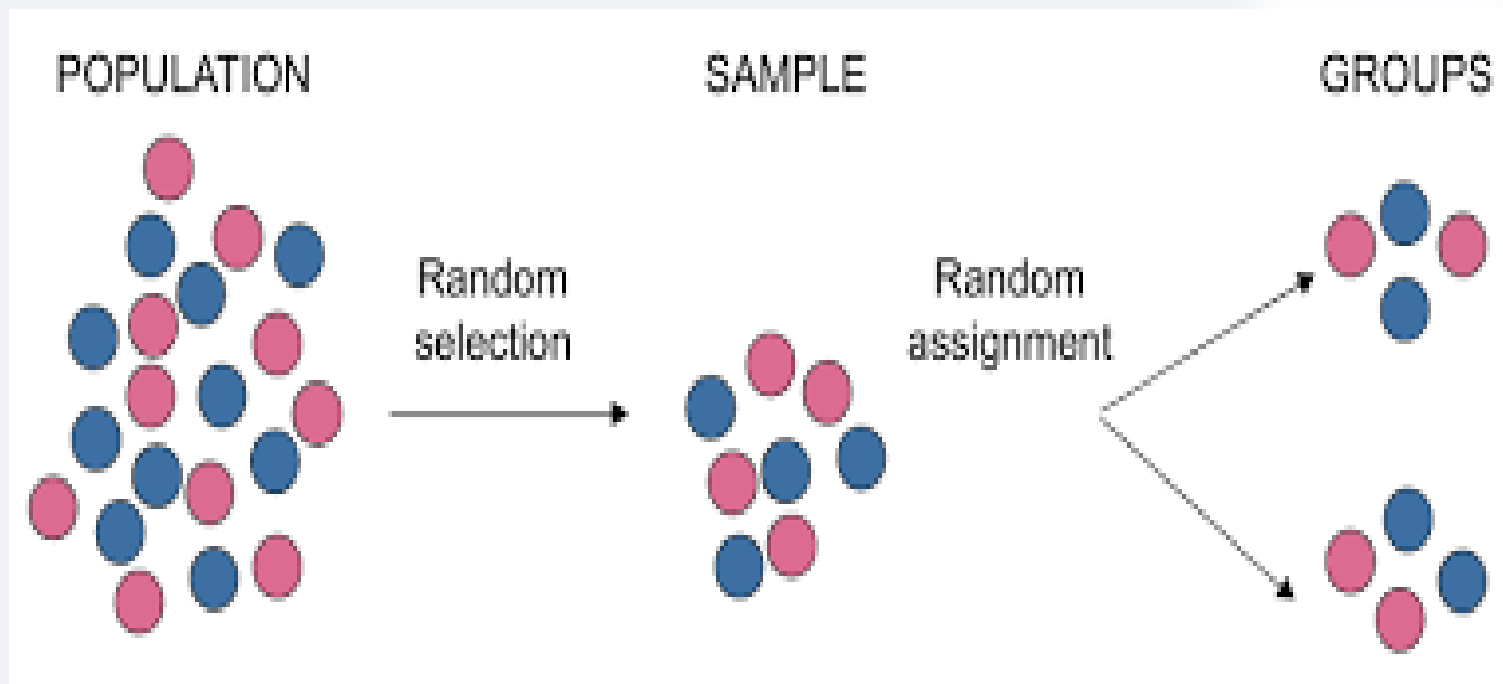 POPULATION
SAMPLE
GROUPS
Random
selection
Random
assignment